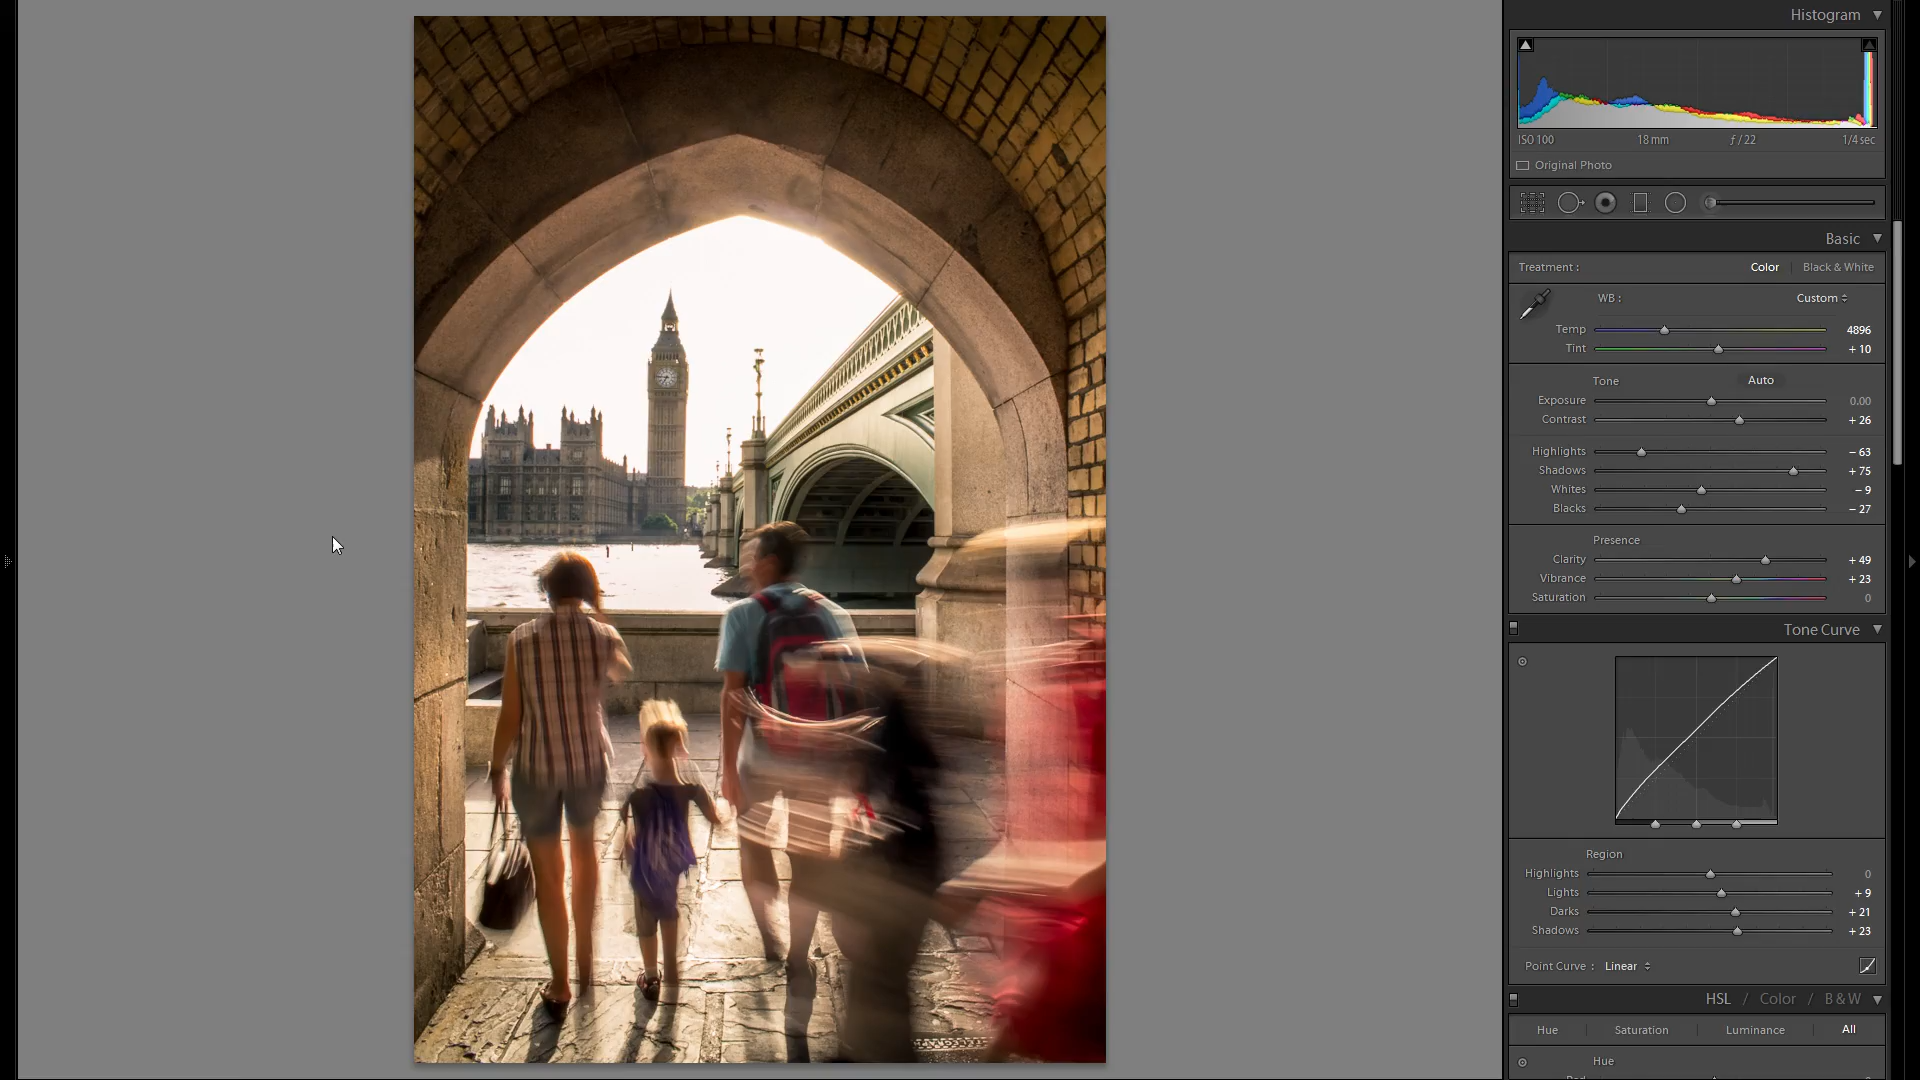 Histogram
ISO 100 18 mm ƒ / 22 1/4 sec
Original Photo
Basic
Treatment : Color Black & White
WB : Custom
Temp 4896
Tint + 10
Tone Auto
Exposure 0.00
Contrast + 26
Highlights − 63
Shadows + 75
Whites − 9
Blacks − 27
Presence
Clarity + 49
Vibrance + 23
Saturation 0
Tone Curve
Region
Highlights 0
Lights + 9
Darks + 21
Shadows + 23
Point Curve : Linear
HSL / Color / B & W
Hue Saturation Luminance All
Hue